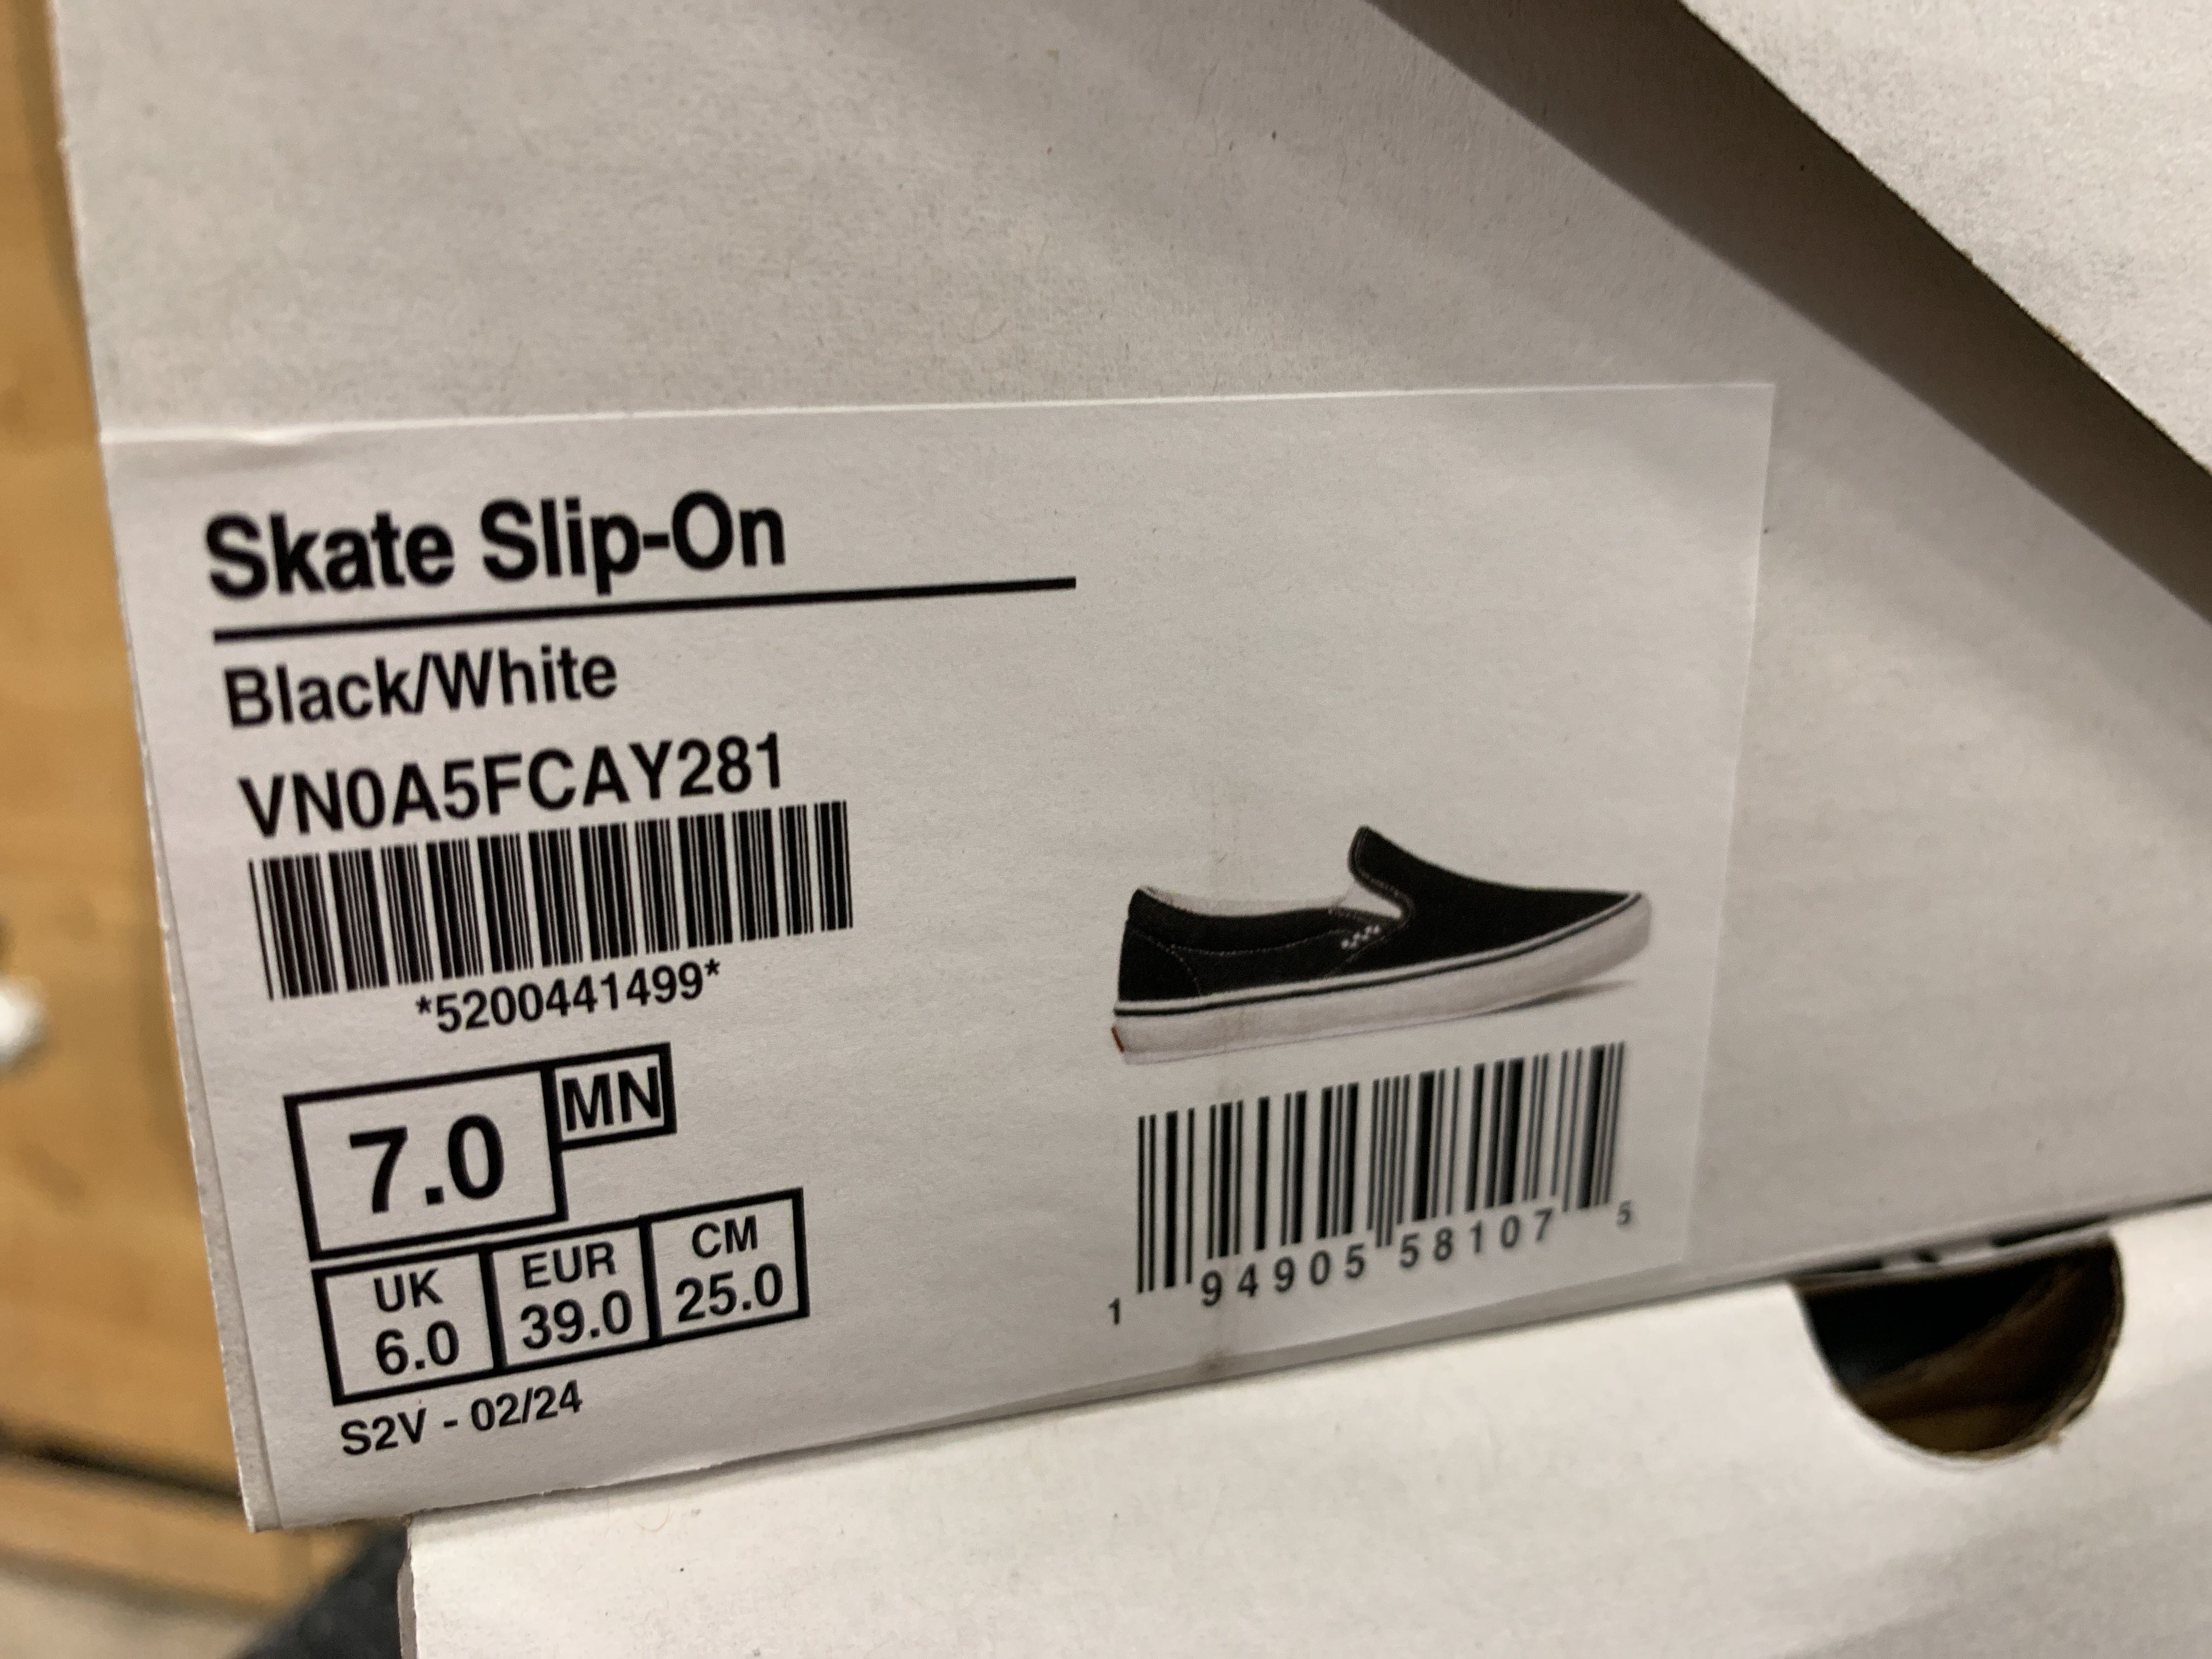 Skate Slip-On
Black/White
VN0A5FCAY281
*5200441499*
7.0 MN
UK EUR CM
6.0 39.0 25.0
S2V - 02/24
1 94905 58107 5